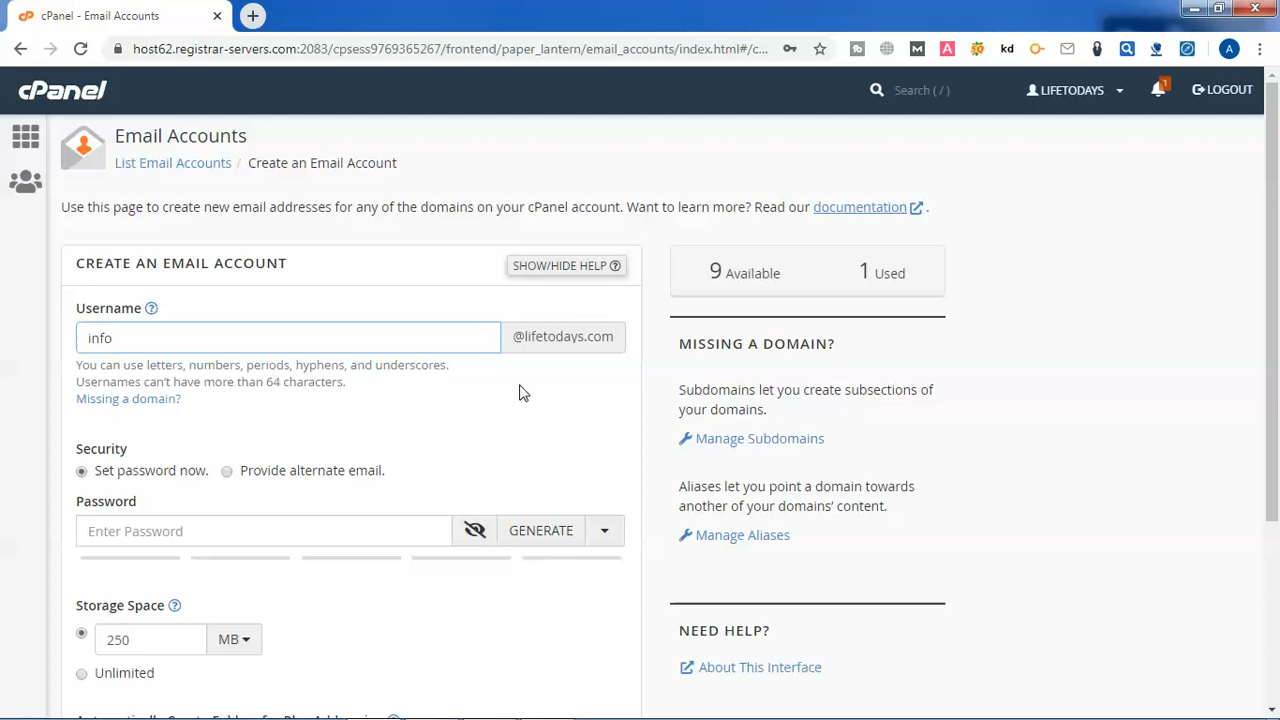 cPanel - Email Accounts
host62.registrar-servers.com:2083/cpsess9769365267/frontend/paper_lantern/email_accounts/index.html#/c...
M
A
kd
A
cPanel
Search ( / )
LIFETODAYS
1
LOGOUT
Email Accounts
List Email Accounts / Create an Email Account
Use this page to create new email addresses for any of the domains on your cPanel account. Want to learn more? Read our documentation .
CREATE AN EMAIL ACCOUNT
SHOW/HIDE HELP
9 Available 1 Used
Username
info @lifetodays.com
You can use letters, numbers, periods, hyphens, and underscores.
Usernames can't have more than 64 characters.
Missing a domain?
Security
Set password now. Provide alternate email.
Password
Enter Password GENERATE
Storage Space
250 MB
Unlimited
MISSING A DOMAIN?
Subdomains let you create subsections of
your domains.
Manage Subdomains
Aliases let you point a domain towards
another of your domains' content.
Manage Aliases
NEED HELP?
About This Interface